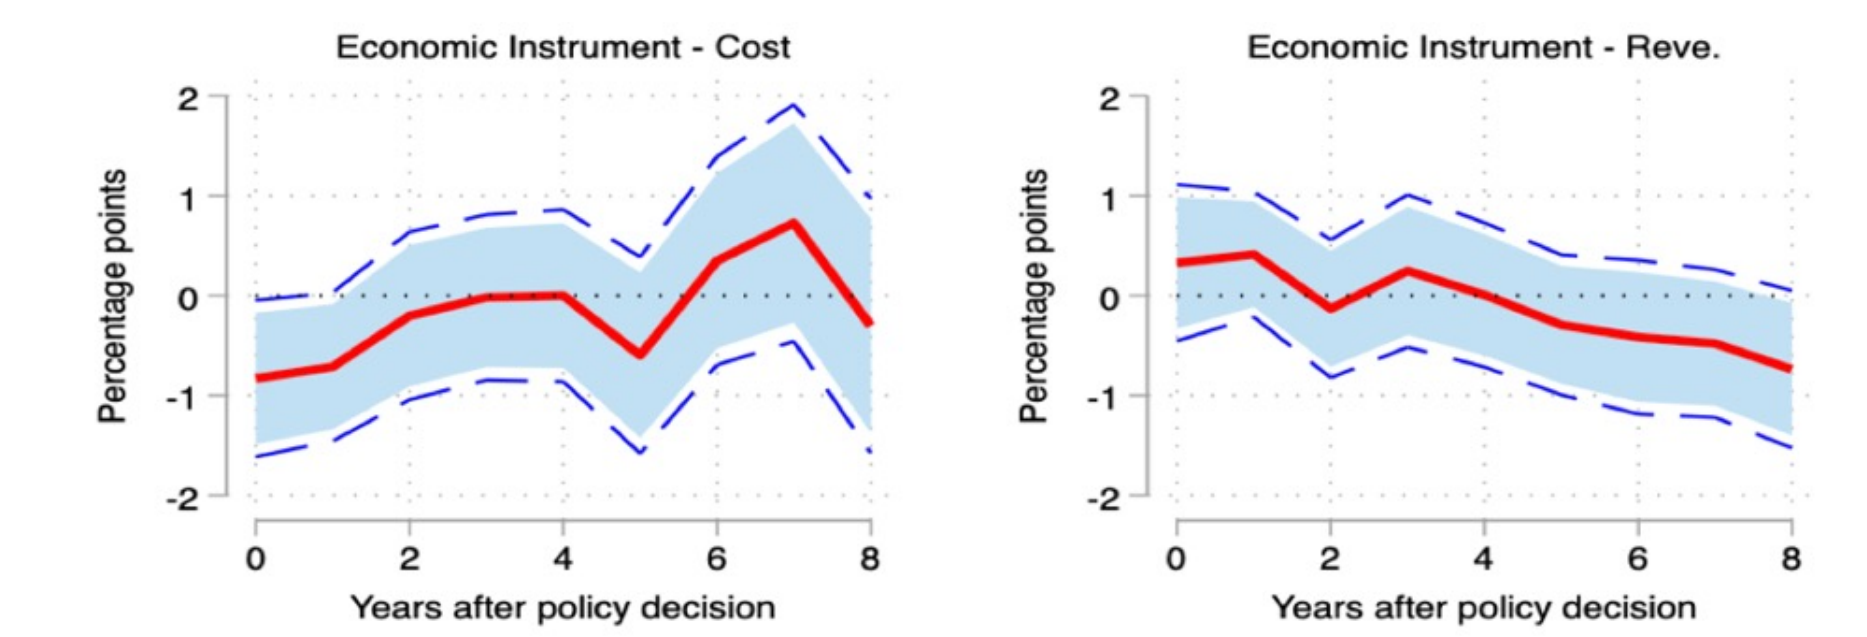 Economic Instrument - Cost
Percentage points
2
1
0
-1
-2
0 2 4 6 8
Years after policy decision
Economic Instrument - Reve.
Percentage points
2
1
0
-1
-2
0 2 4 6 8
Years after policy decision